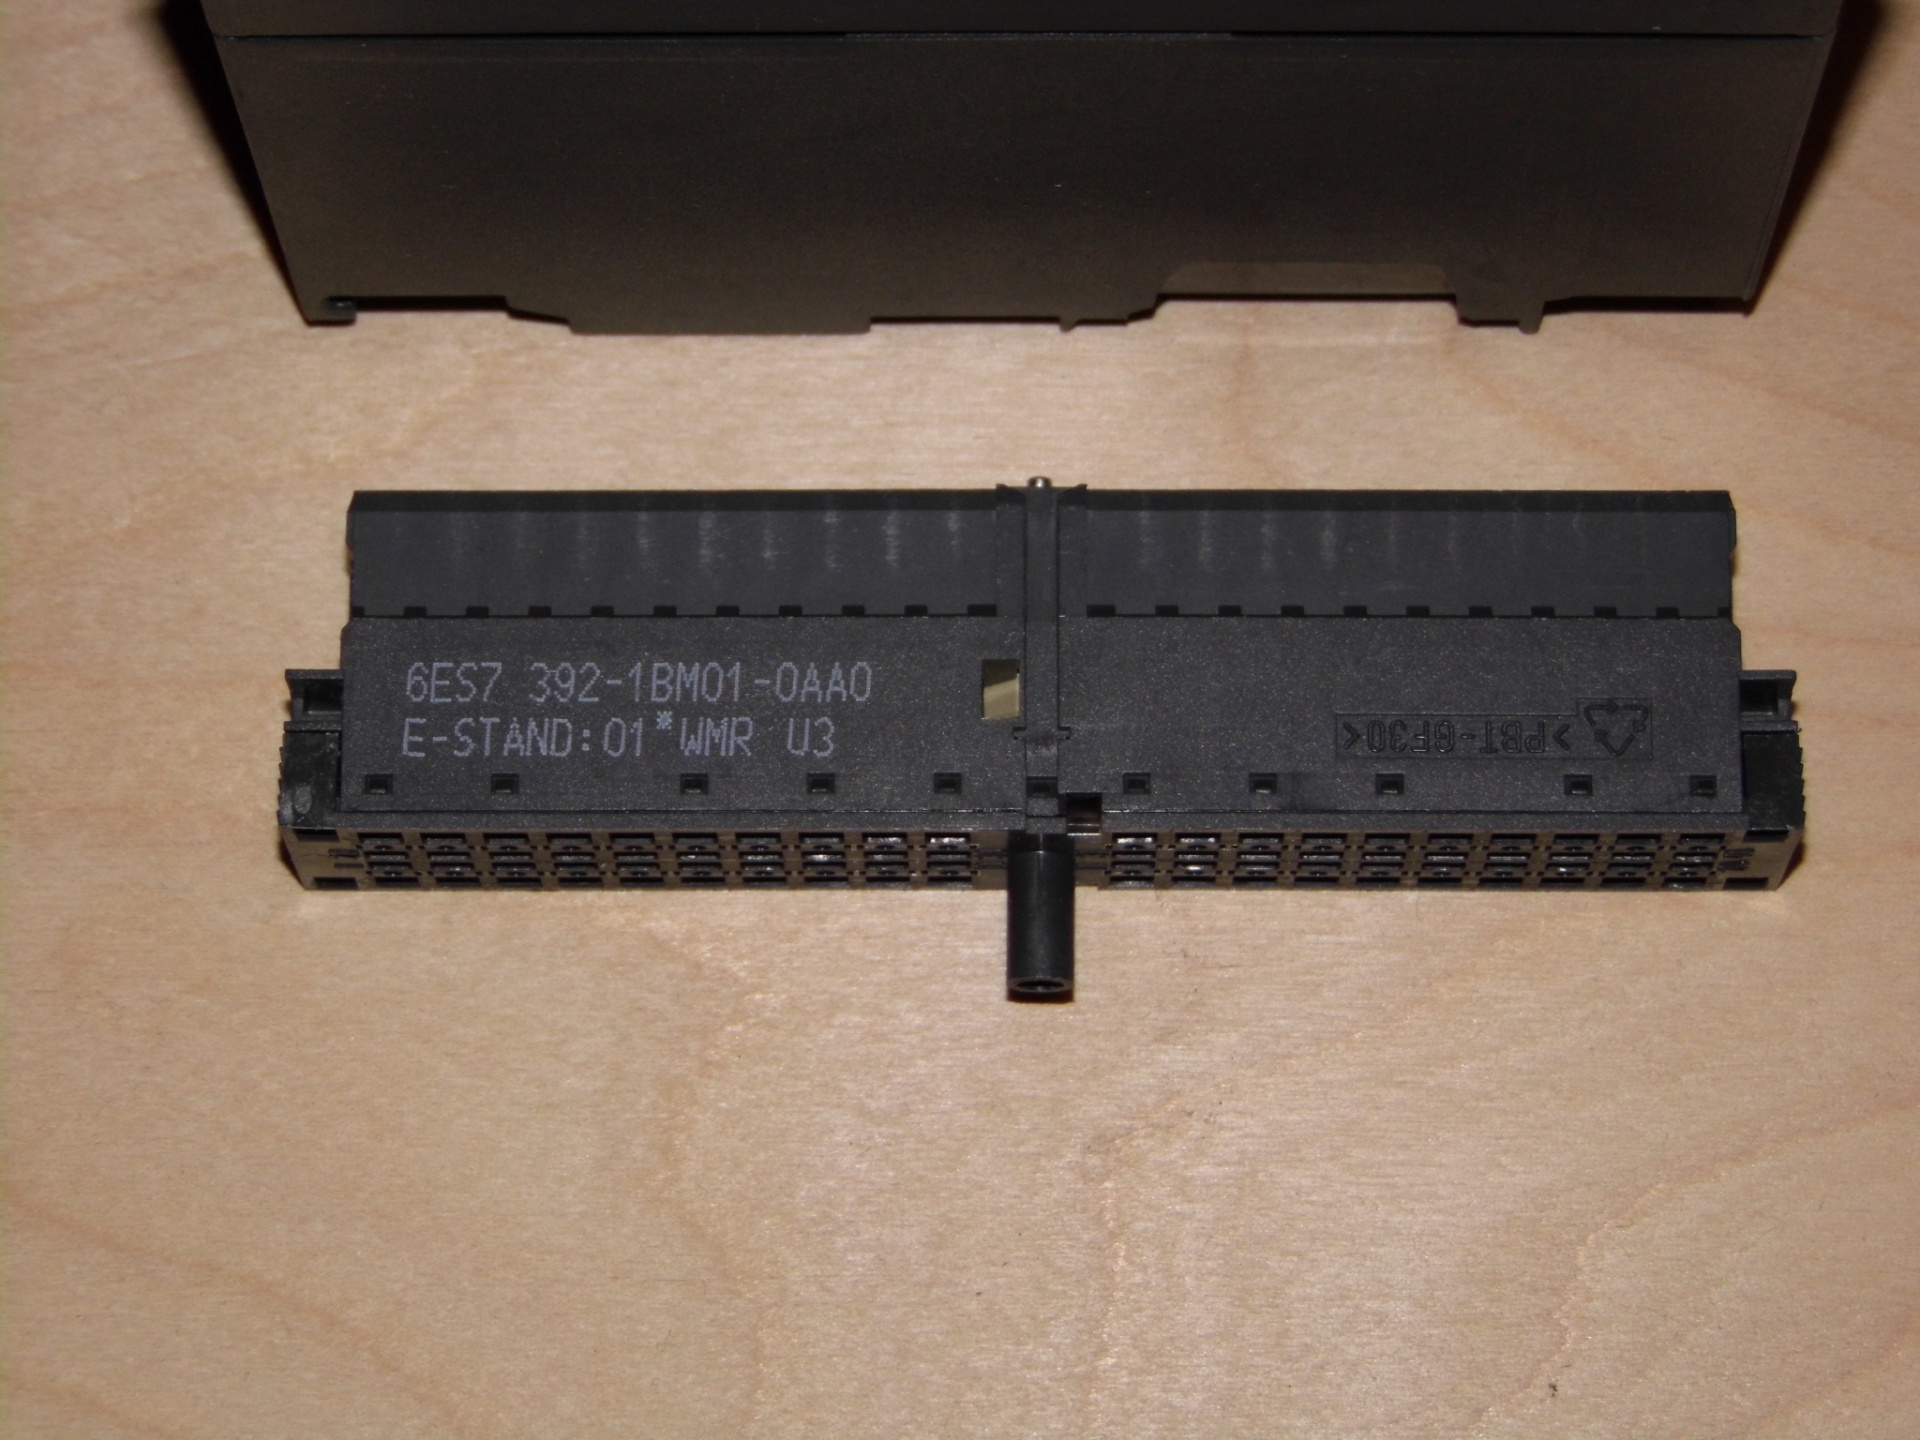 6ES7 392-1BM01-0AA0
E-STAND:01*WMR U3
>PBT-GF30<